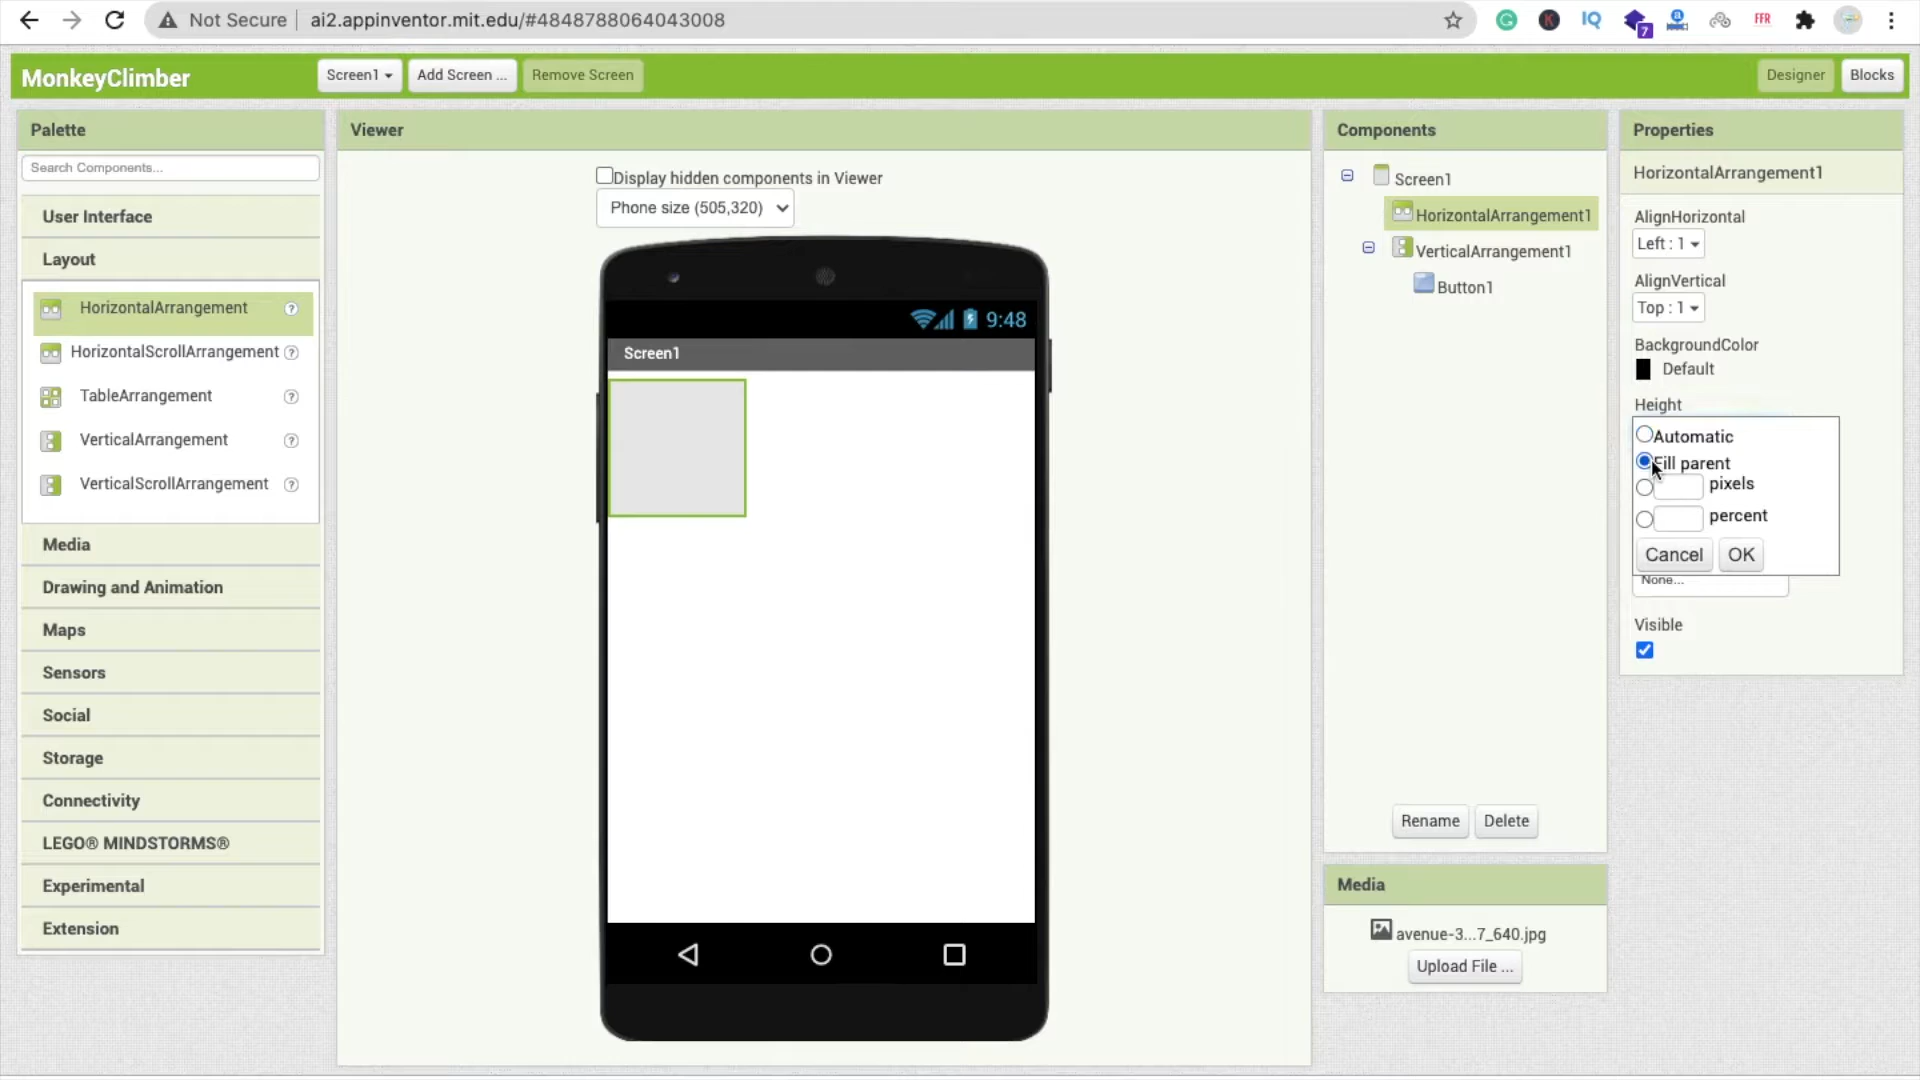 Not Secure | ai2.appinventor.mit.edu/#4848788064043008
K IQ 7 a FFR
MonkeyClimber
Screen1
Add Screen ...
Remove Screen
Designer
Blocks
Palette
Search Components...
User Interface
Layout
HorizontalArrangement ?
HorizontalScrollArrangement ?
TableArrangement ?
VerticalArrangement ?
VerticalScrollArrangement ?
Media
Drawing and Animation
Maps
Sensors
Social
Storage
Connectivity
LEGO® MINDSTORMS®
Experimental
Extension
Viewer
Display hidden components in Viewer
Phone size (505,320)
9:48
Screen1
Components
Screen1
HorizontalArrangement1
VerticalArrangement1
Button1
Rename
Delete
Media
avenue-3...7_640.jpg
Upload File ...
Properties
HorizontalArrangement1
AlignHorizontal
Left : 1
AlignVertical
Top : 1
BackgroundColor
Default
Height
Automatic
Fill parent
pixels
percent
Cancel
OK
None...
Visible